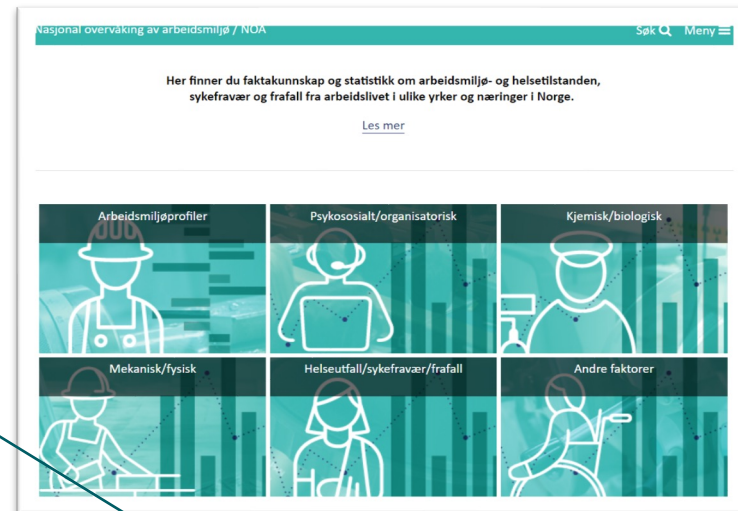 Nasjonal overvåking av arbeidsmiljø / NOA
Søk Meny
Her finner du faktakunnskap og statistikk om arbeidsmiljø- og helsetilstanden,
sykefravær og frafall fra arbeidslivet i ulike yrker og næringer i Norge.
Les mer
Arbeidsmiljøprofiler
Psykososialt/organisatorisk
Kjemisk/biologisk
Mekanisk/fysisk
Helseutfall/sykefravær/frafall
Andre faktorer